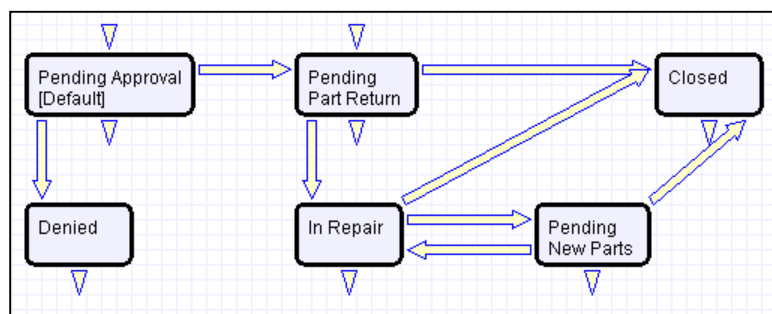 Pending Approval
[Default]
Pending
Part Return
Closed
Denied
In Repair
Pending
New Parts